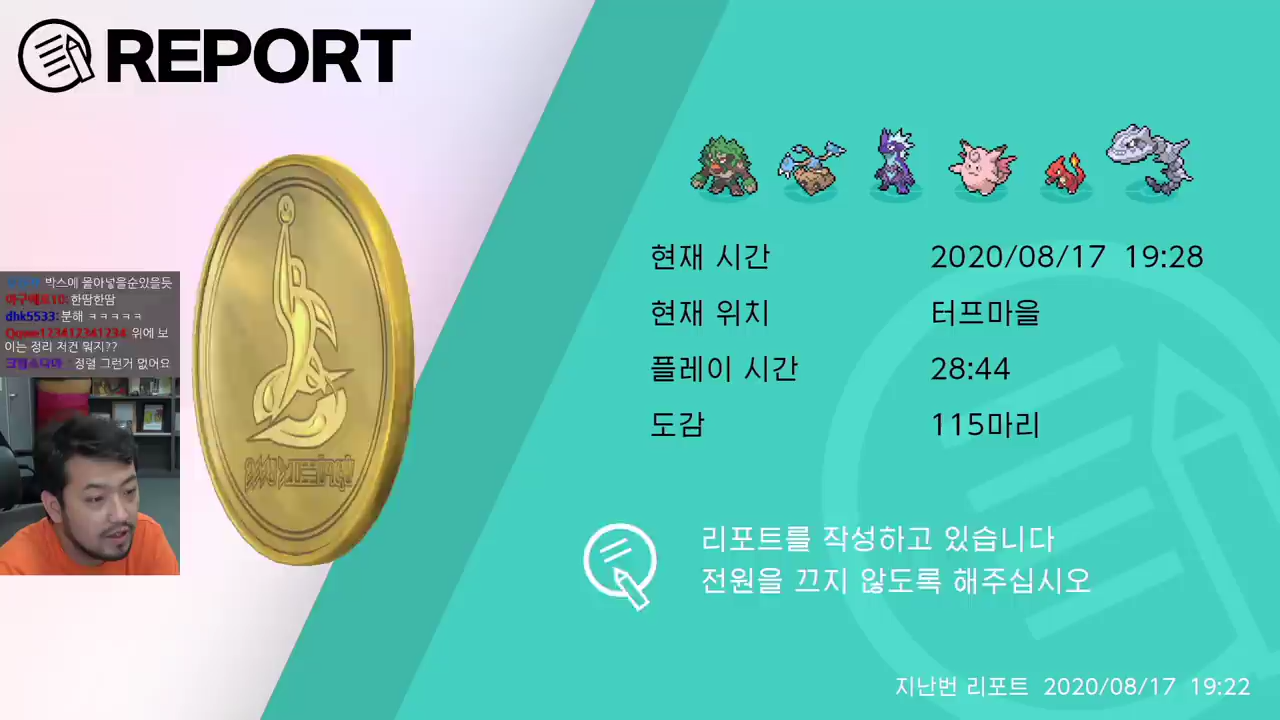 REPORT
현재 시간 2020/08/17 19:28
현재 위치 터프마을
플레이 시간 28:44
도감 115마리
리포트를 작성하고 있습니다
전원을 끄지 않도록 해주십시오
지난번 리포트 2020/08/17 19:22
박스에 몰아넣을순있을듯
한땀한땀
dhk5533: 분해 ㅋㅋㅋㅋㅋ
위에 보
이는 정리 저건 뭐지??
정렬 그런거 없어요